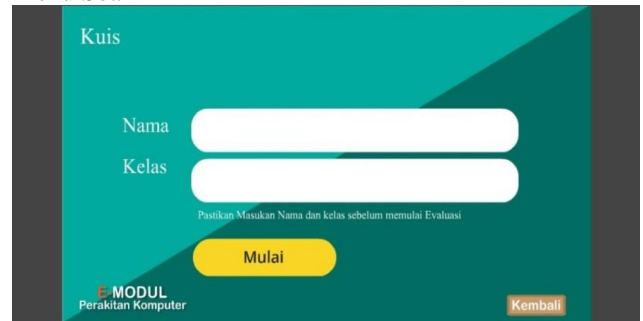 Kuis
Nama
Kelas
Pastikan Masukan Nama dan kelas sebelum memulai Evaluasi
Mulai
E-MODUL
Perakitan Komputer
Kembali